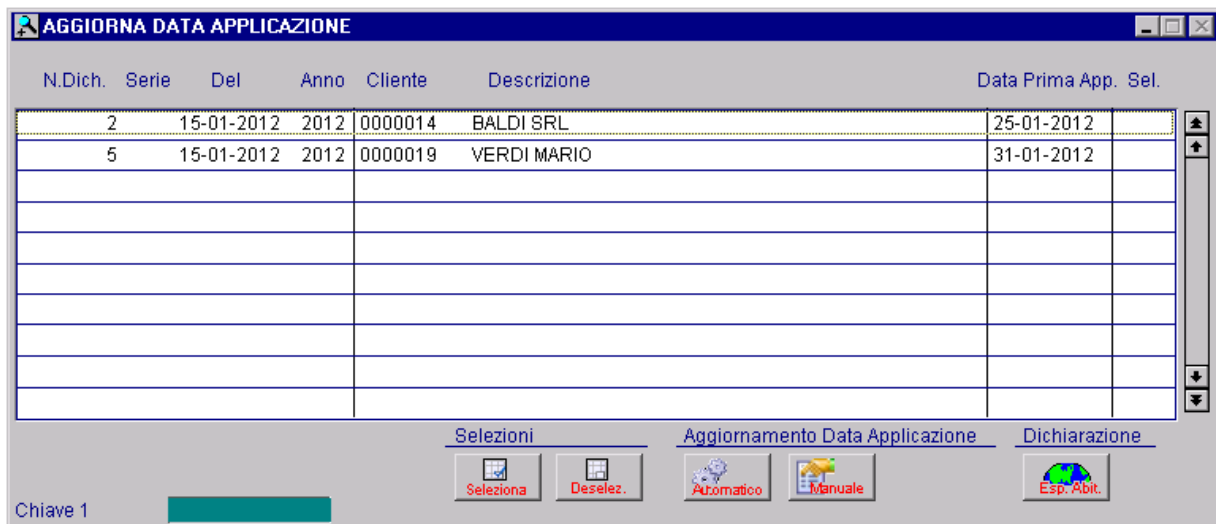 AGGIORNA DATA APPLICAZIONE
N.Dich. Serie Del Anno Cliente Descrizione Data Prima App. Sel.
2 15-01-2012 2012 0000014 BALDI SRL 25-01-2012
5 15-01-2012 2012 0000019 VERDI MARIO 31-01-2012
Selezioni Aggiornamento Data Applicazione Dichiarazione
Seleziona Deselez. Automatico Manuale Esp. Abit.
Chiave 1